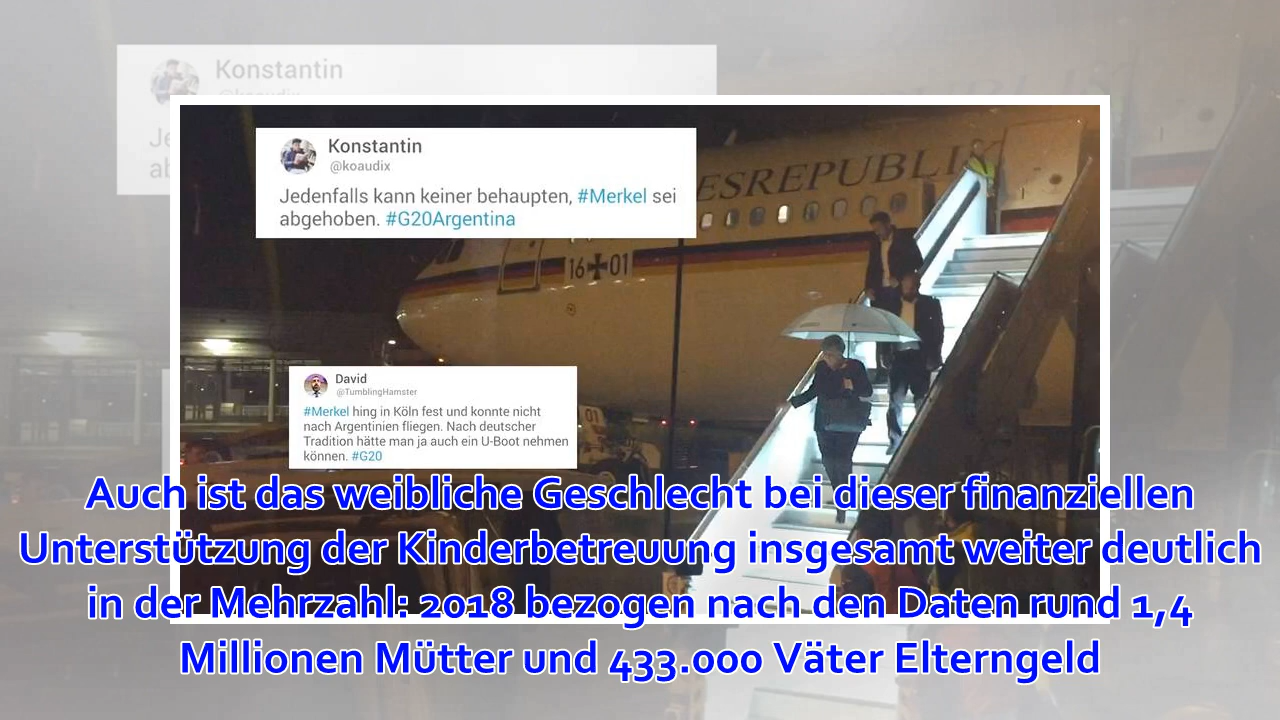 Konstantin
Konstantin
@koaudix
Jedenfalls kann keiner behaupten, #Merkel sei
abgehoben. #G20Argentina
ESREPUBLIK
16 01
David
@TumblingHamster
#Merkel hing in Köln fest und konnte nicht
nach Argentinien fliegen. Nach deutscher
Tradition hätte man ja auch ein U-Boot nehmen
können. #G20
01
Auch ist das weibliche Geschlecht bei dieser finanziellen
Unterstützung der Kinderbetreuung insgesamt weiter deutlich
in der Mehrzahl: 2018 bezogen nach den Daten rund 1,4
Millionen Mütter und 433.000 Väter Elterngeld